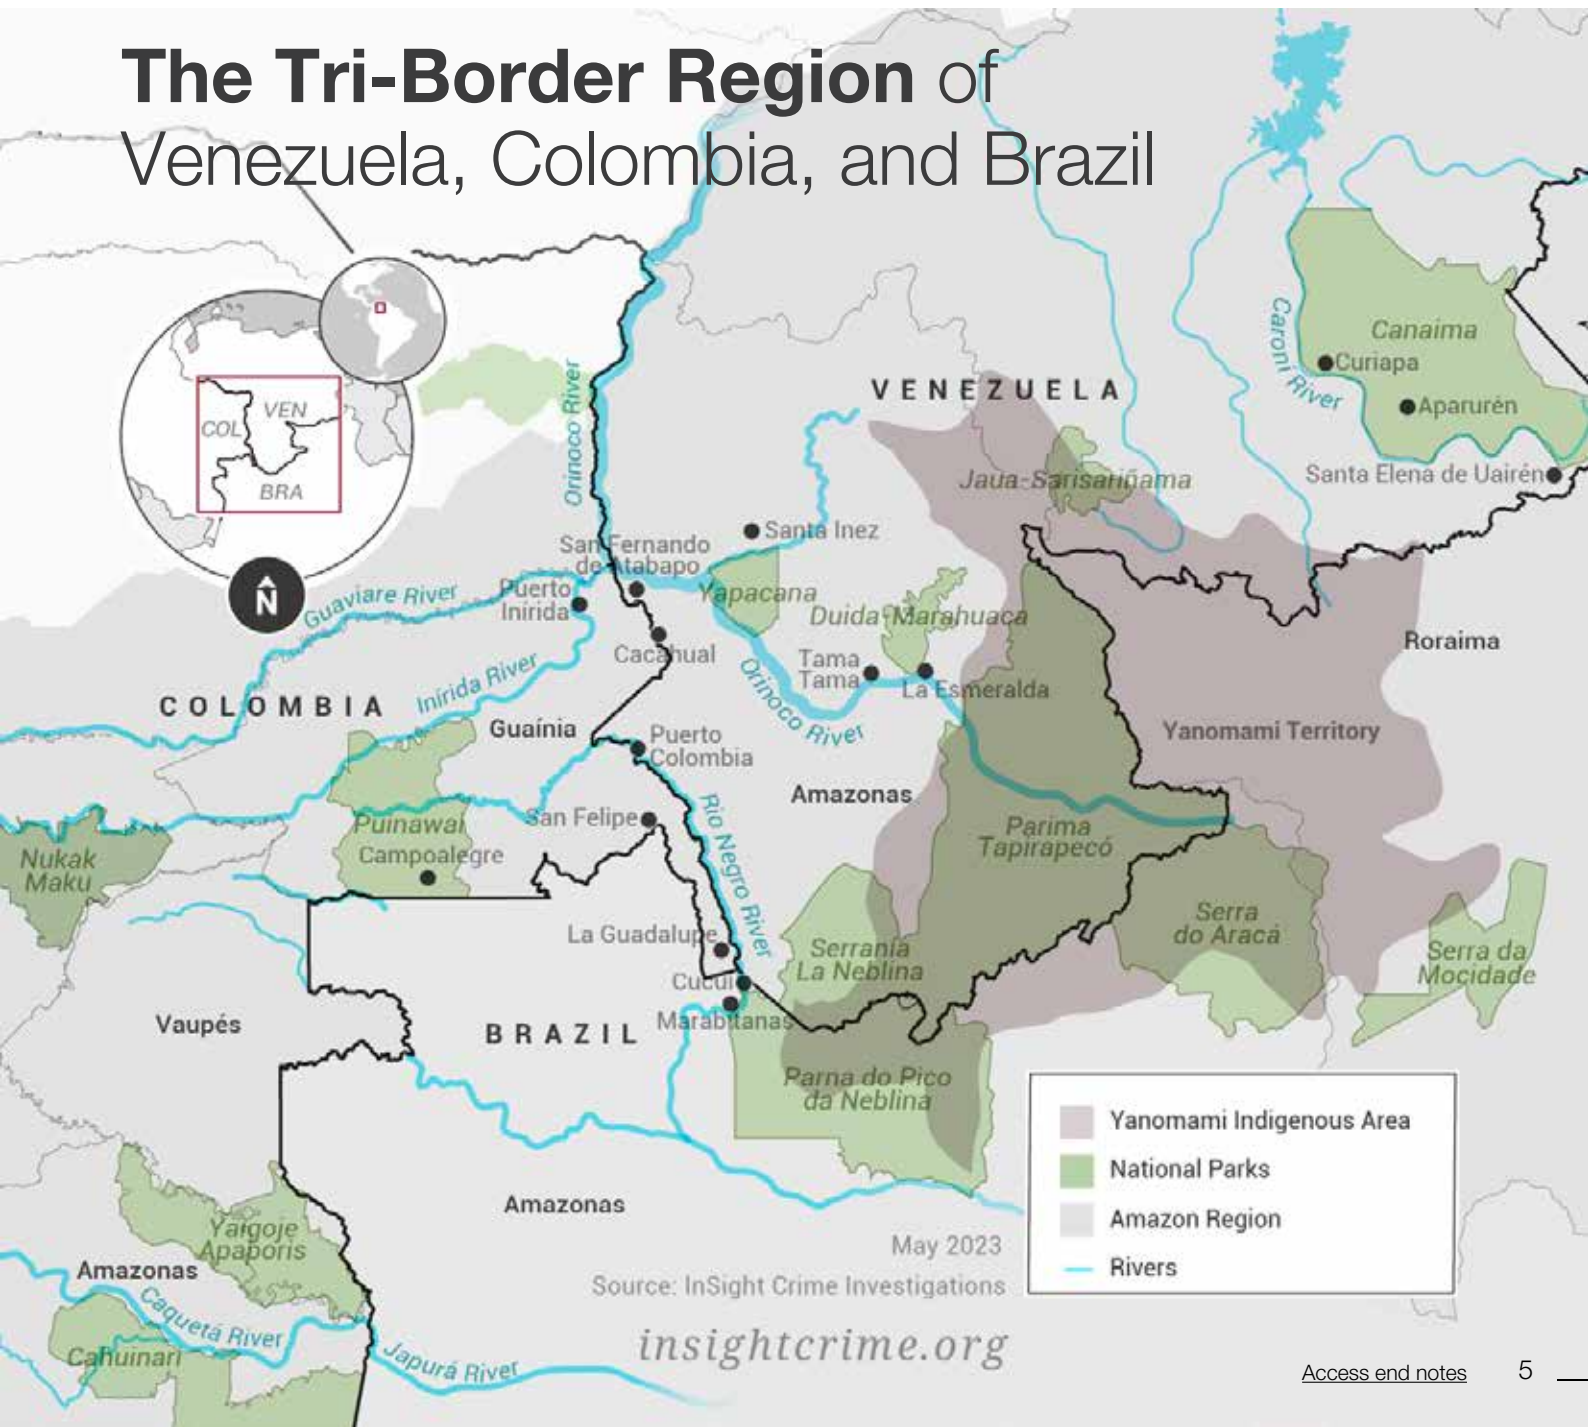 The Tri-Border Region of
Venezuela, Colombia, and Brazil
VEN
COL
BRA
N
Orinoco River
VENEZUELA
Caroni River
Canaima
Curiapa
Aparurén
Santa Elena de Uairén
Jaua-Sarisariñama
Santa Inez
San Fernando
de Atabapo
Puerto
Inírida
Guaviare River
Yapacana
Duida-Marahuaca
Cacahual
Tama
Tama
La Esmeralda
Orinoco River
Roraima
Inírida River
COLOMBIA
Guaínia
Puerto
Colombia
Yanomami Territory
Amazonas
Rio Negro River
San Felipe
Puinawai
Campoalegre
Nukak
Maku
Parima
Tapirapecó
La Guadalupe
Serranía
La Neblina
Serra
do Aracá
Serra da
Mocidade
Cucuí
Marabitanas
Vaupés
BRAZIL
Parna do Pico
da Neblina
Yanomami Indigenous Area
National Parks
Amazon Region
Rivers
Amazonas
Yaigoje
Apaporis
Amazonas
Caquetá River
Cahuinarí
Japurá River
May 2023
Source: InSight Crime Investigations
insightcrime.org
Access end notes
5